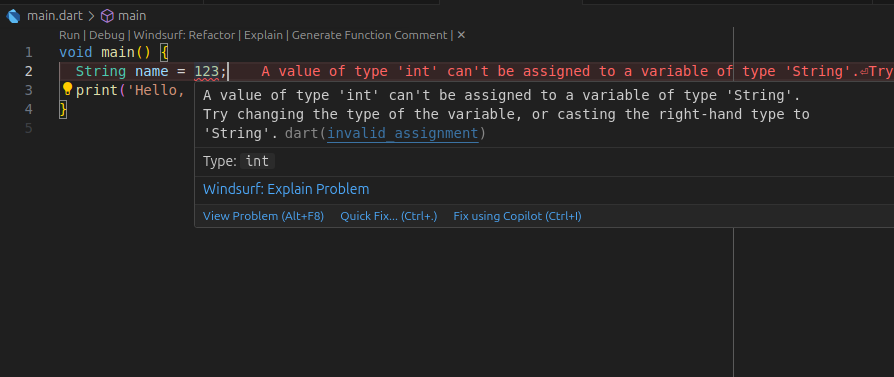 main.dart > main
Run | Debug | Windsurf: Refactor | Explain | Generate Function Comment | ✕
1 void main() {
2 String name = 123; A value of type 'int' can't be assigned to a variable of type 'String'.⏎Try
3 print('Hello,
4 }
5
A value of type 'int' can't be assigned to a variable of type 'String'.
Try changing the type of the variable, or casting the right-hand type to
'String'. dart(invalid_assignment)
Type: int
Windsurf: Explain Problem
View Problem (Alt+F8) Quick Fix... (Ctrl+.) Fix using Copilot (Ctrl+I)